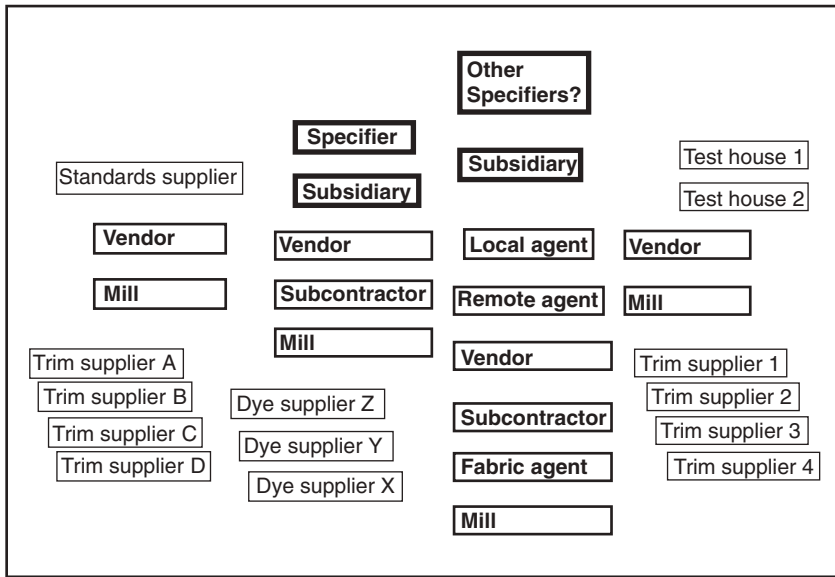 Other
Specifiers?
Specifier
Subsidiary
Test house 1
Standards supplier
Subsidiary
Test house 2
Vendor
Vendor
Local agent
Vendor
Mill
Subcontractor
Remote agent
Mill
Mill
Vendor
Trim supplier A
Trim supplier 1
Trim supplier B
Dye supplier Z
Trim supplier 2
Trim supplier C
Subcontractor
Trim supplier 3
Dye supplier Y
Trim supplier D
Fabric agent
Trim supplier 4
Dye supplier X
Mill